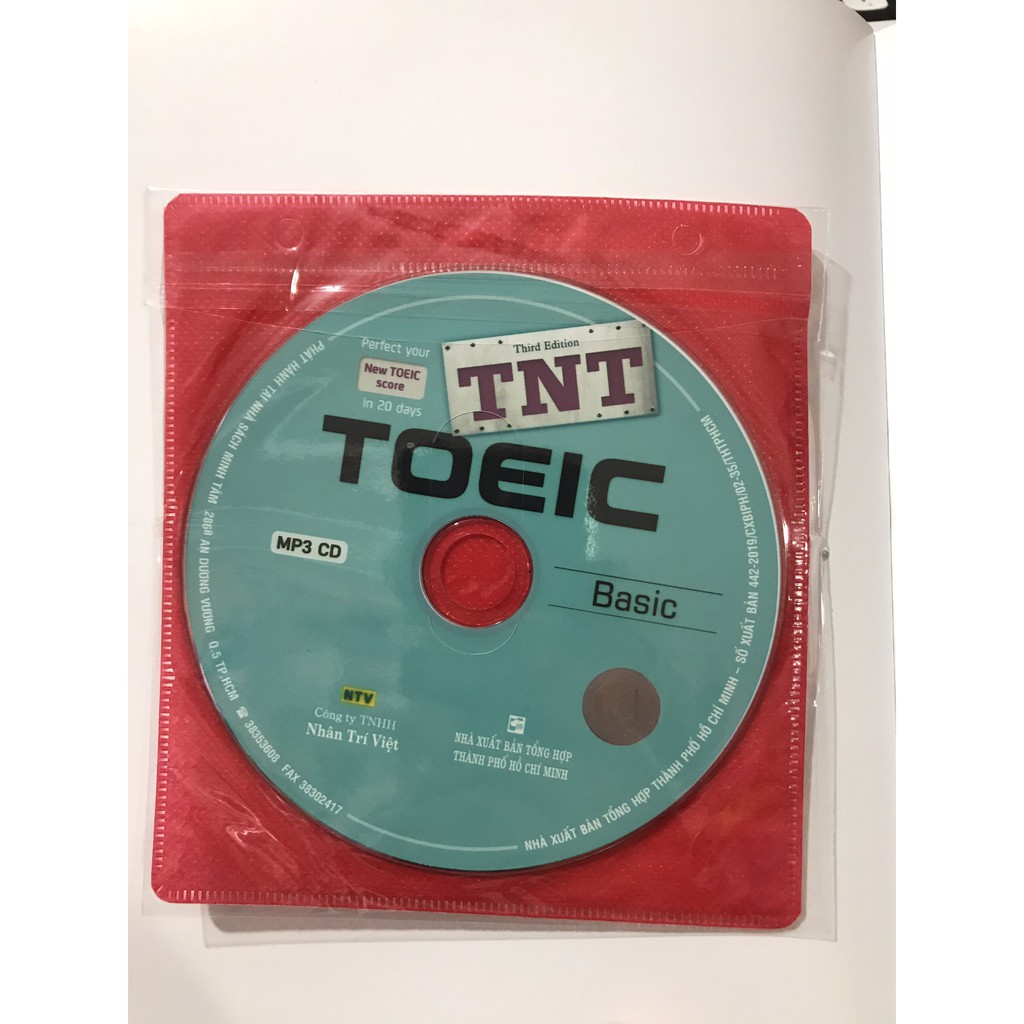 Perfect your
New TOEIC
score
in 20 days
Third Edition
TNT
TOEIC
MP3 CD
Basic
NTV
Công ty TNHH
Nhân Trí Việt
NHÀ XUẤT BẢN TỔNG HỢP
THÀNH PHỐ HỒ CHÍ MINH
PHÁT HÀNH TẠI NHÀ SÁCH MINH TÂM 286B AN DƯƠNG VƯƠNG Q.5 TP.HCM ☎ 38353608 FAX 38302417
NHÀ XUẤT BẢN TỔNG HỢP THÀNH PHỐ HỒ CHÍ MINH – SỐ XUẤT BẢN 442-2019/CXBIPH/02-35/THTPHCM